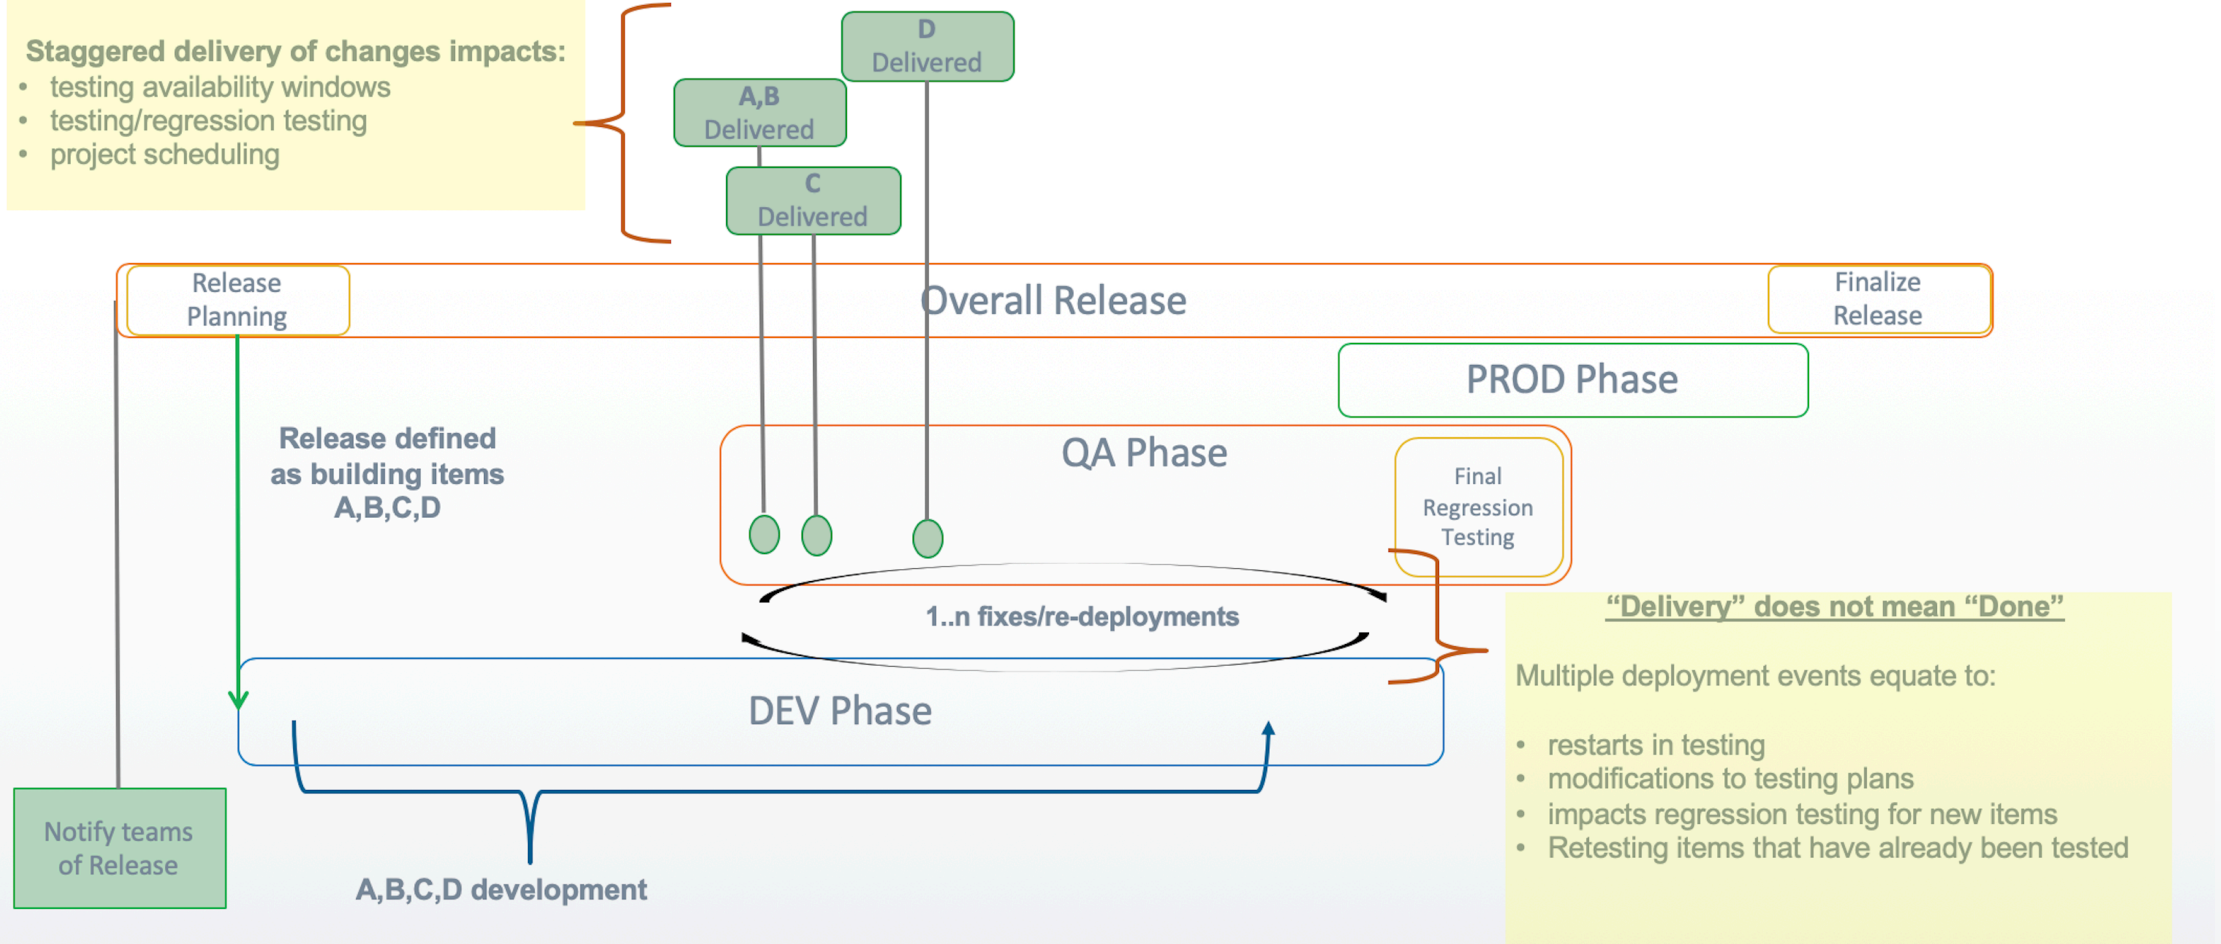 Staggered delivery of changes impacts:
• testing availability windows
• testing/regression testing
• project scheduling
D
Delivered
A,B
Delivered
C
Delivered
Release
Planning
Overall Release
Finalize
Release
PROD Phase
Release defined
as building items
A,B,C,D
QA Phase
Final
Regression
Testing
1..n fixes/re-deployments
DEV Phase
“Delivery” does not mean “Done”
Multiple deployment events equate to:
• restarts in testing
• modifications to testing plans
• impacts regression testing for new items
• Retesting items that have already been tested
Notify teams
of Release
A,B,C,D development